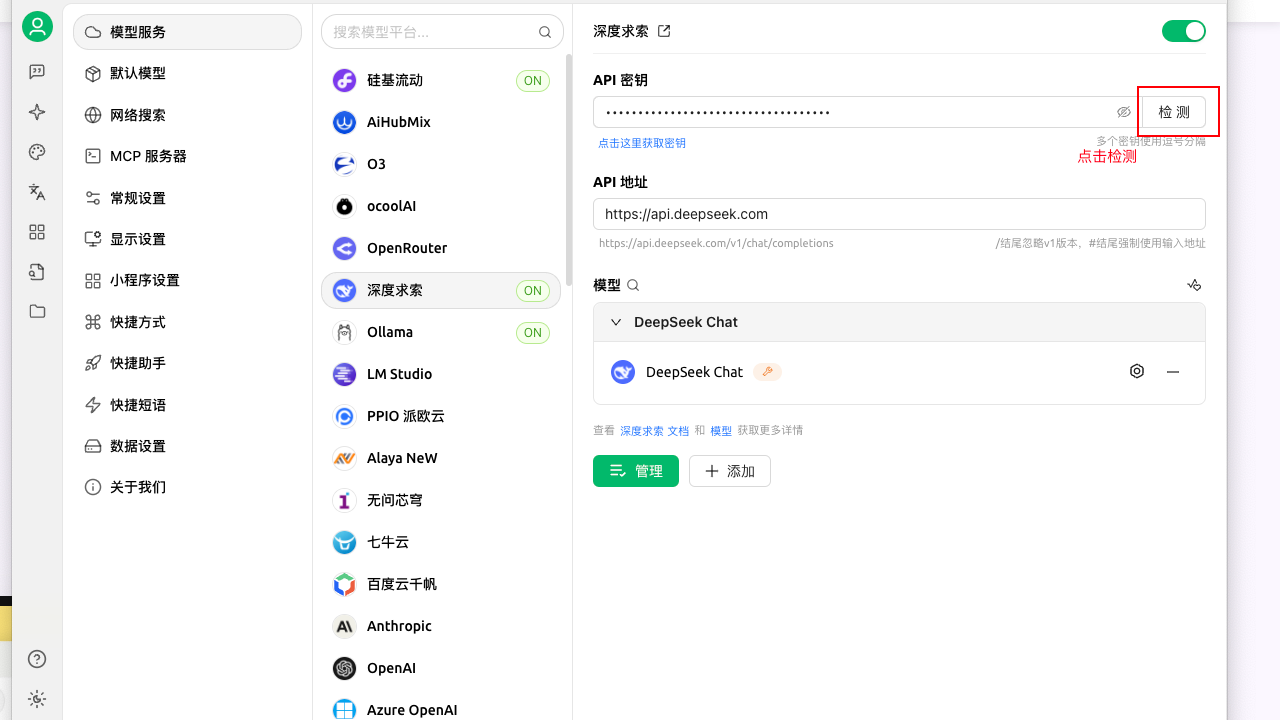 模型服务
默认模型
网络搜索
MCP 服务器
常规设置
显示设置
小程序设置
快捷方式
快捷助手
快捷短语
数据设置
关于我们
搜索模型平台...
硅基流动 ON
AiHubMix
O3
ocoolAI
OpenRouter
深度求索 ON
Ollama ON
LM Studio
PPIO 派欧云
Alaya NeW
无问芯穹
七牛云
百度云千帆
Anthropic
OpenAI
Azure OpenAI
深度求索
API 密钥
检 测
点击这里获取密钥
多个密钥使用逗号分隔
点击检测
API 地址
https://api.deepseek.com
https://api.deepseek.com/v1/chat/completions
/结尾忽略v1版本，#结尾强制使用输入地址
模型
DeepSeek Chat
DeepSeek Chat
查看 深度求索 文档 和 模型 获取更多详情
管理
添加